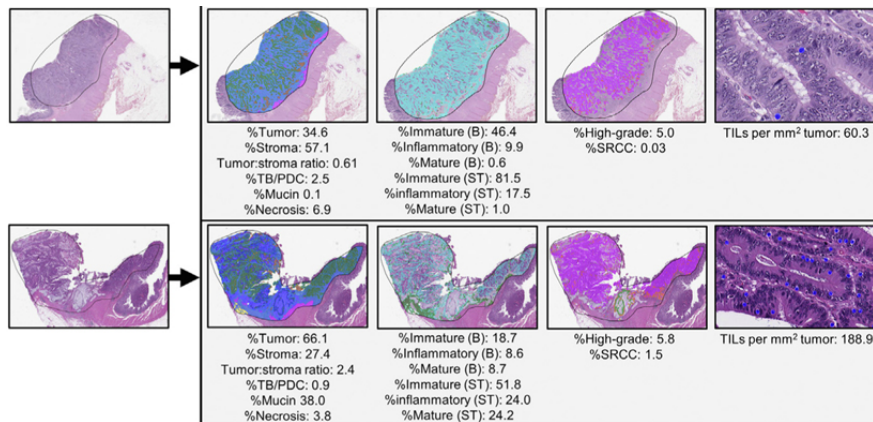 %Tumor: 34.6
%Stroma: 57.1
Tumor:stroma ratio: 0.61
%TB/PDC: 2.5
%Mucin 0.1
%Necrosis: 6.9
%Immature (B): 46.4
%Inflammatory (B): 9.9
%Mature (B): 0.6
%Immature (ST): 81.5
%inflammatory (ST): 17.5
%Mature (ST): 1.0
%High-grade: 5.0
%SRCC: 0.03
TILs per mm² tumor: 60.3
%Tumor: 66.1
%Stroma: 27.4
Tumor:stroma ratio: 2.4
%TB/PDC: 0.9
%Mucin 38.0
%Necrosis: 3.8
%Immature (B): 18.7
%Inflammatory (B): 8.6
%Mature (B): 8.7
%Immature (ST): 51.8
%inflammatory (ST): 24.0
%Mature (ST): 24.2
%High-grade: 5.8
%SRCC: 1.5
TILs per mm² tumor: 188.9